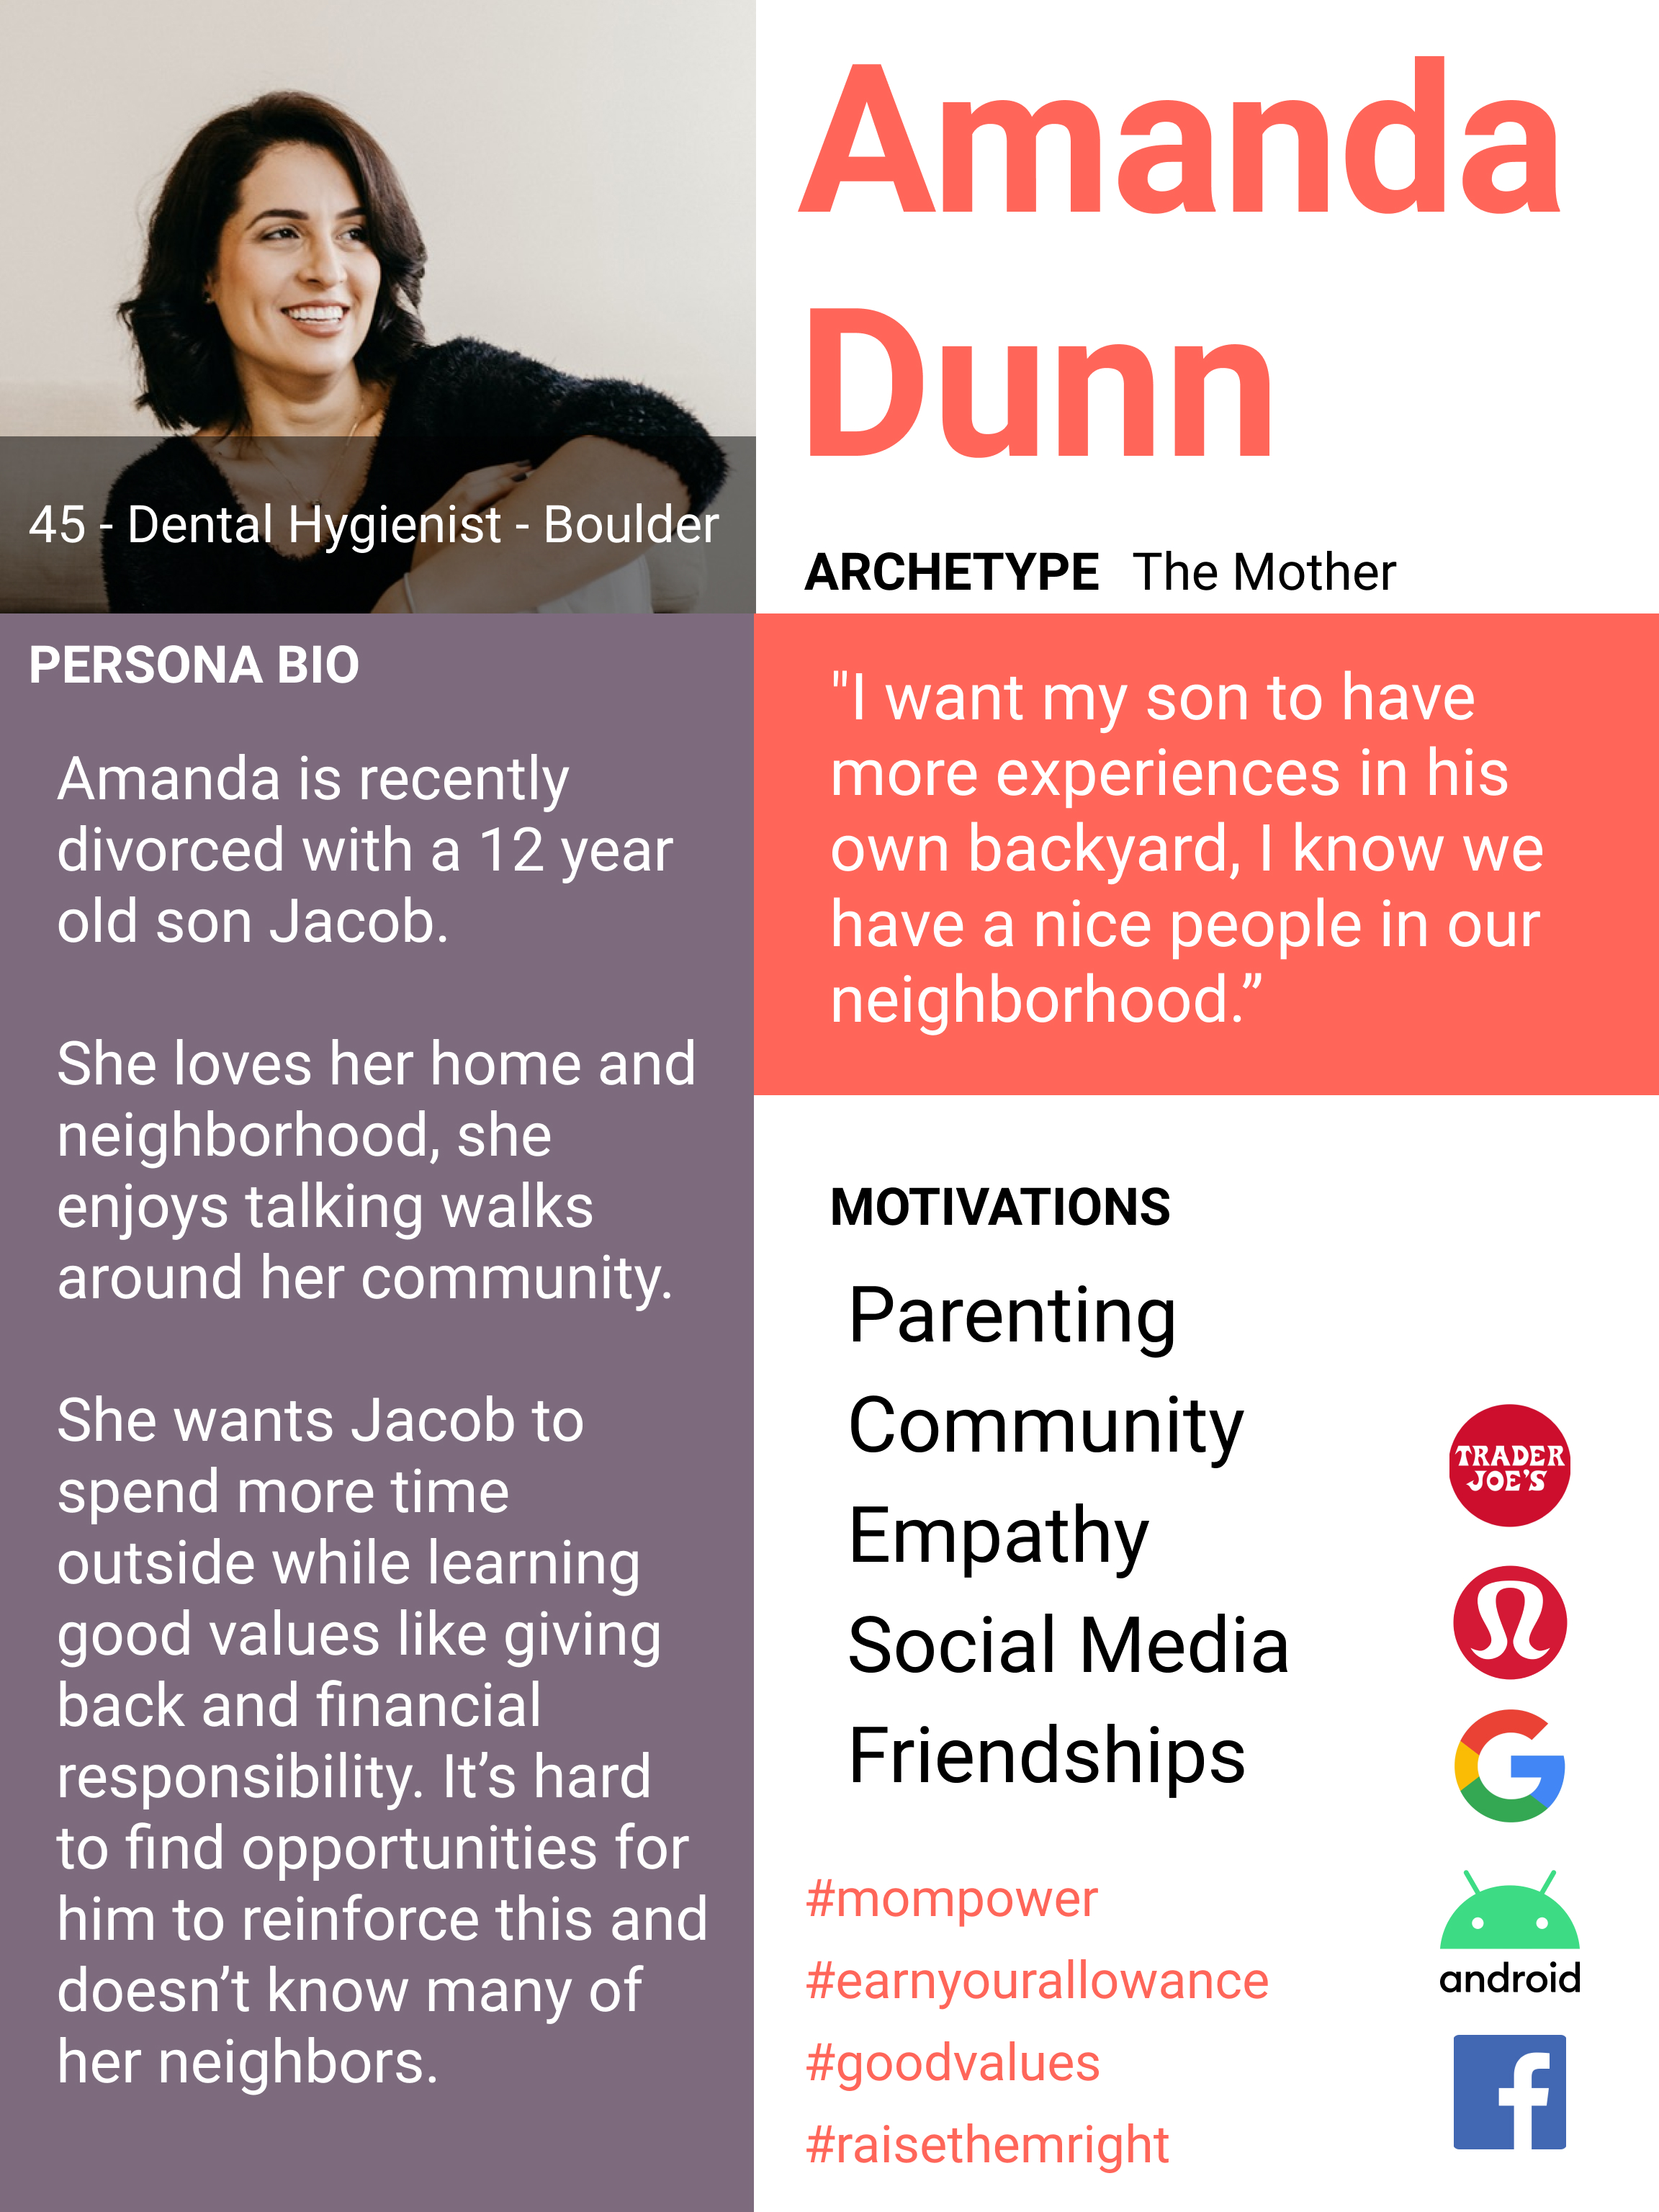 Amanda
Dunn
45 - Dental Hygienist - Boulder
ARCHETYPE The Mother
PERSONA BIO
Amanda is recently
divorced with a 12 year
old son Jacob.
She loves her home and
neighborhood, she
enjoys talking walks
around her community.
She wants Jacob to
spend more time
outside while learning
good values like giving
back and financial
responsibility. It’s hard
to find opportunities for
him to reinforce this and
doesn’t know many of
her neighbors.
"I want my son to have
more experiences in his
own backyard, I know we
have a nice people in our
neighborhood.”
MOTIVATIONS
Parenting
Community
Empathy
Social Media
Friendships
#mompower
#earnyourallowance
#goodvalues
#raisethemright
TRADER
JOE'S
G
android
f